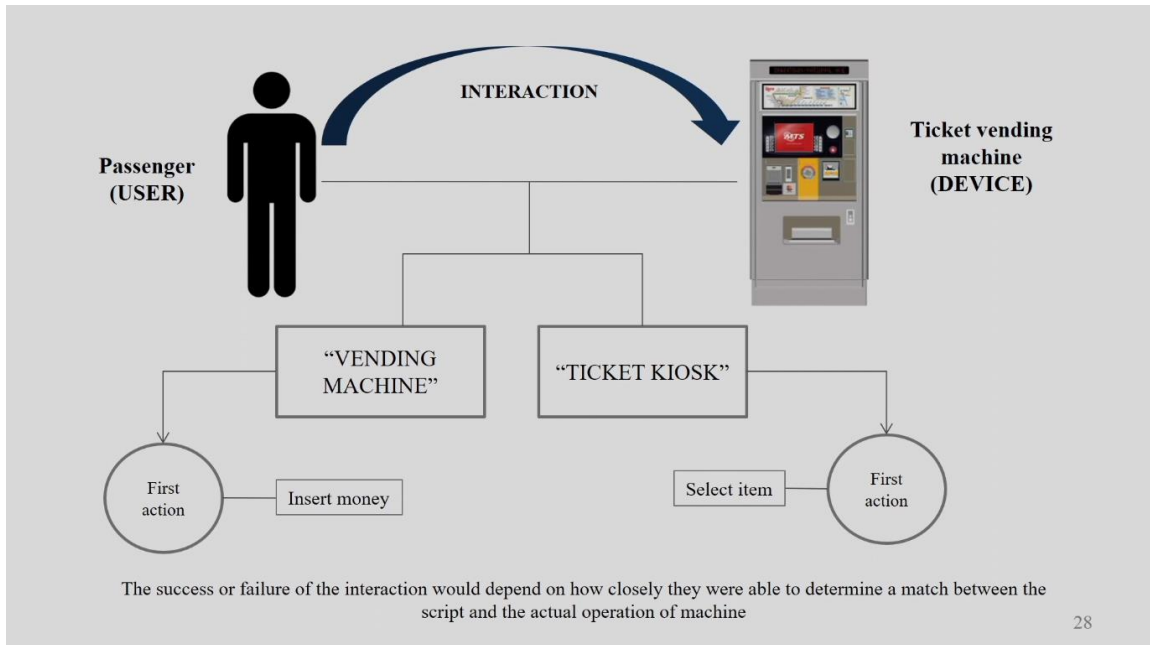 INTERACTION
Passenger
(USER)
Ticket vending
machine
(DEVICE)
MTS
“VENDING
MACHINE”
“TICKET KIOSK”
First
action
Insert money
Select item
First
action
The success or failure of the interaction would depend on how closely they were able to determine a match between the
script and the actual operation of machine
28